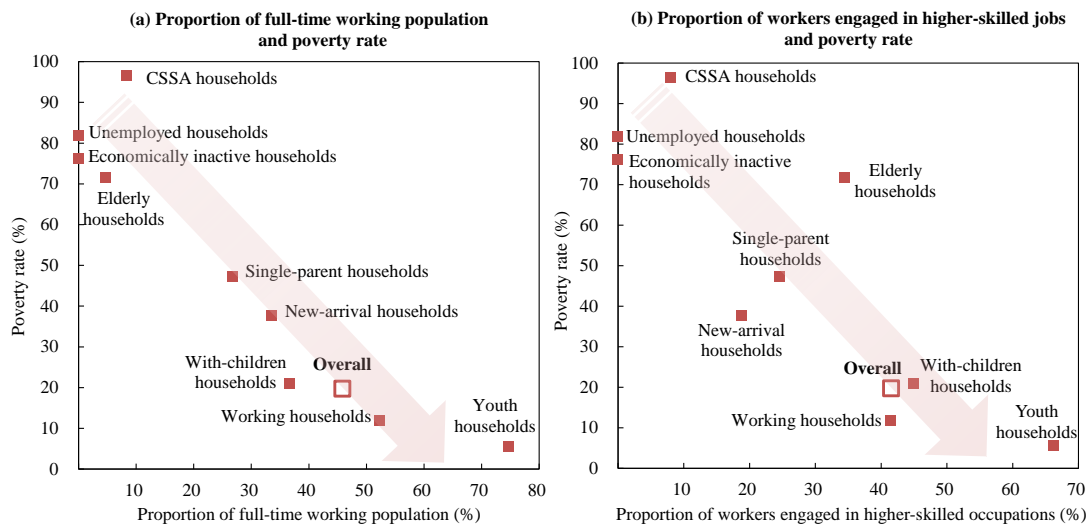 (a) Proportion of full-time working population
and poverty rate
100
90
80
70
60
50
40
30
20
10
0
Poverty rate (%)
CSSA households
Unemployed households
Economically inactive households
Elderly
households
Single-parent households
New-arrival households
With-children
households
Overall
Working households
Youth
households
10
20
30
40
50
60
70
80
Proportion of full-time working population (%)
(b) Proportion of workers engaged in higher-skilled jobs
and poverty rate
100
90
80
70
60
50
40
30
20
10
0
Poverty rate (%)
CSSA households
Unemployed households
Economically inactive
households
Elderly
households
Single-parent
households
New-arrival
households
Overall
With-children
households
Working households
Youth
households
10
20
30
40
50
60
70
Proportion of workers engaged in higher-skilled occupations (%)